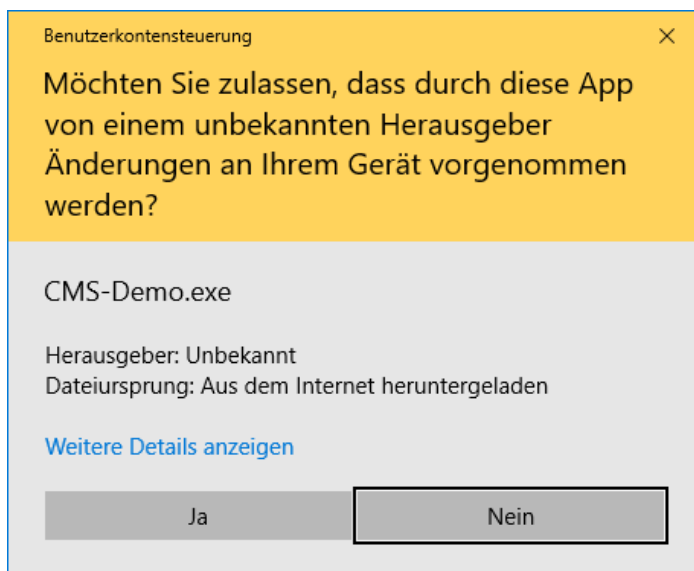 Benutzerkontensteuerung
Möchten Sie zulassen, dass durch diese App
von einem unbekannten Herausgeber
Änderungen an Ihrem Gerät vorgenommen
werden?
CMS-Demo.exe
Herausgeber: Unbekannt
Dateiursprung: Aus dem Internet heruntergeladen
Weitere Details anzeigen
Ja Nein